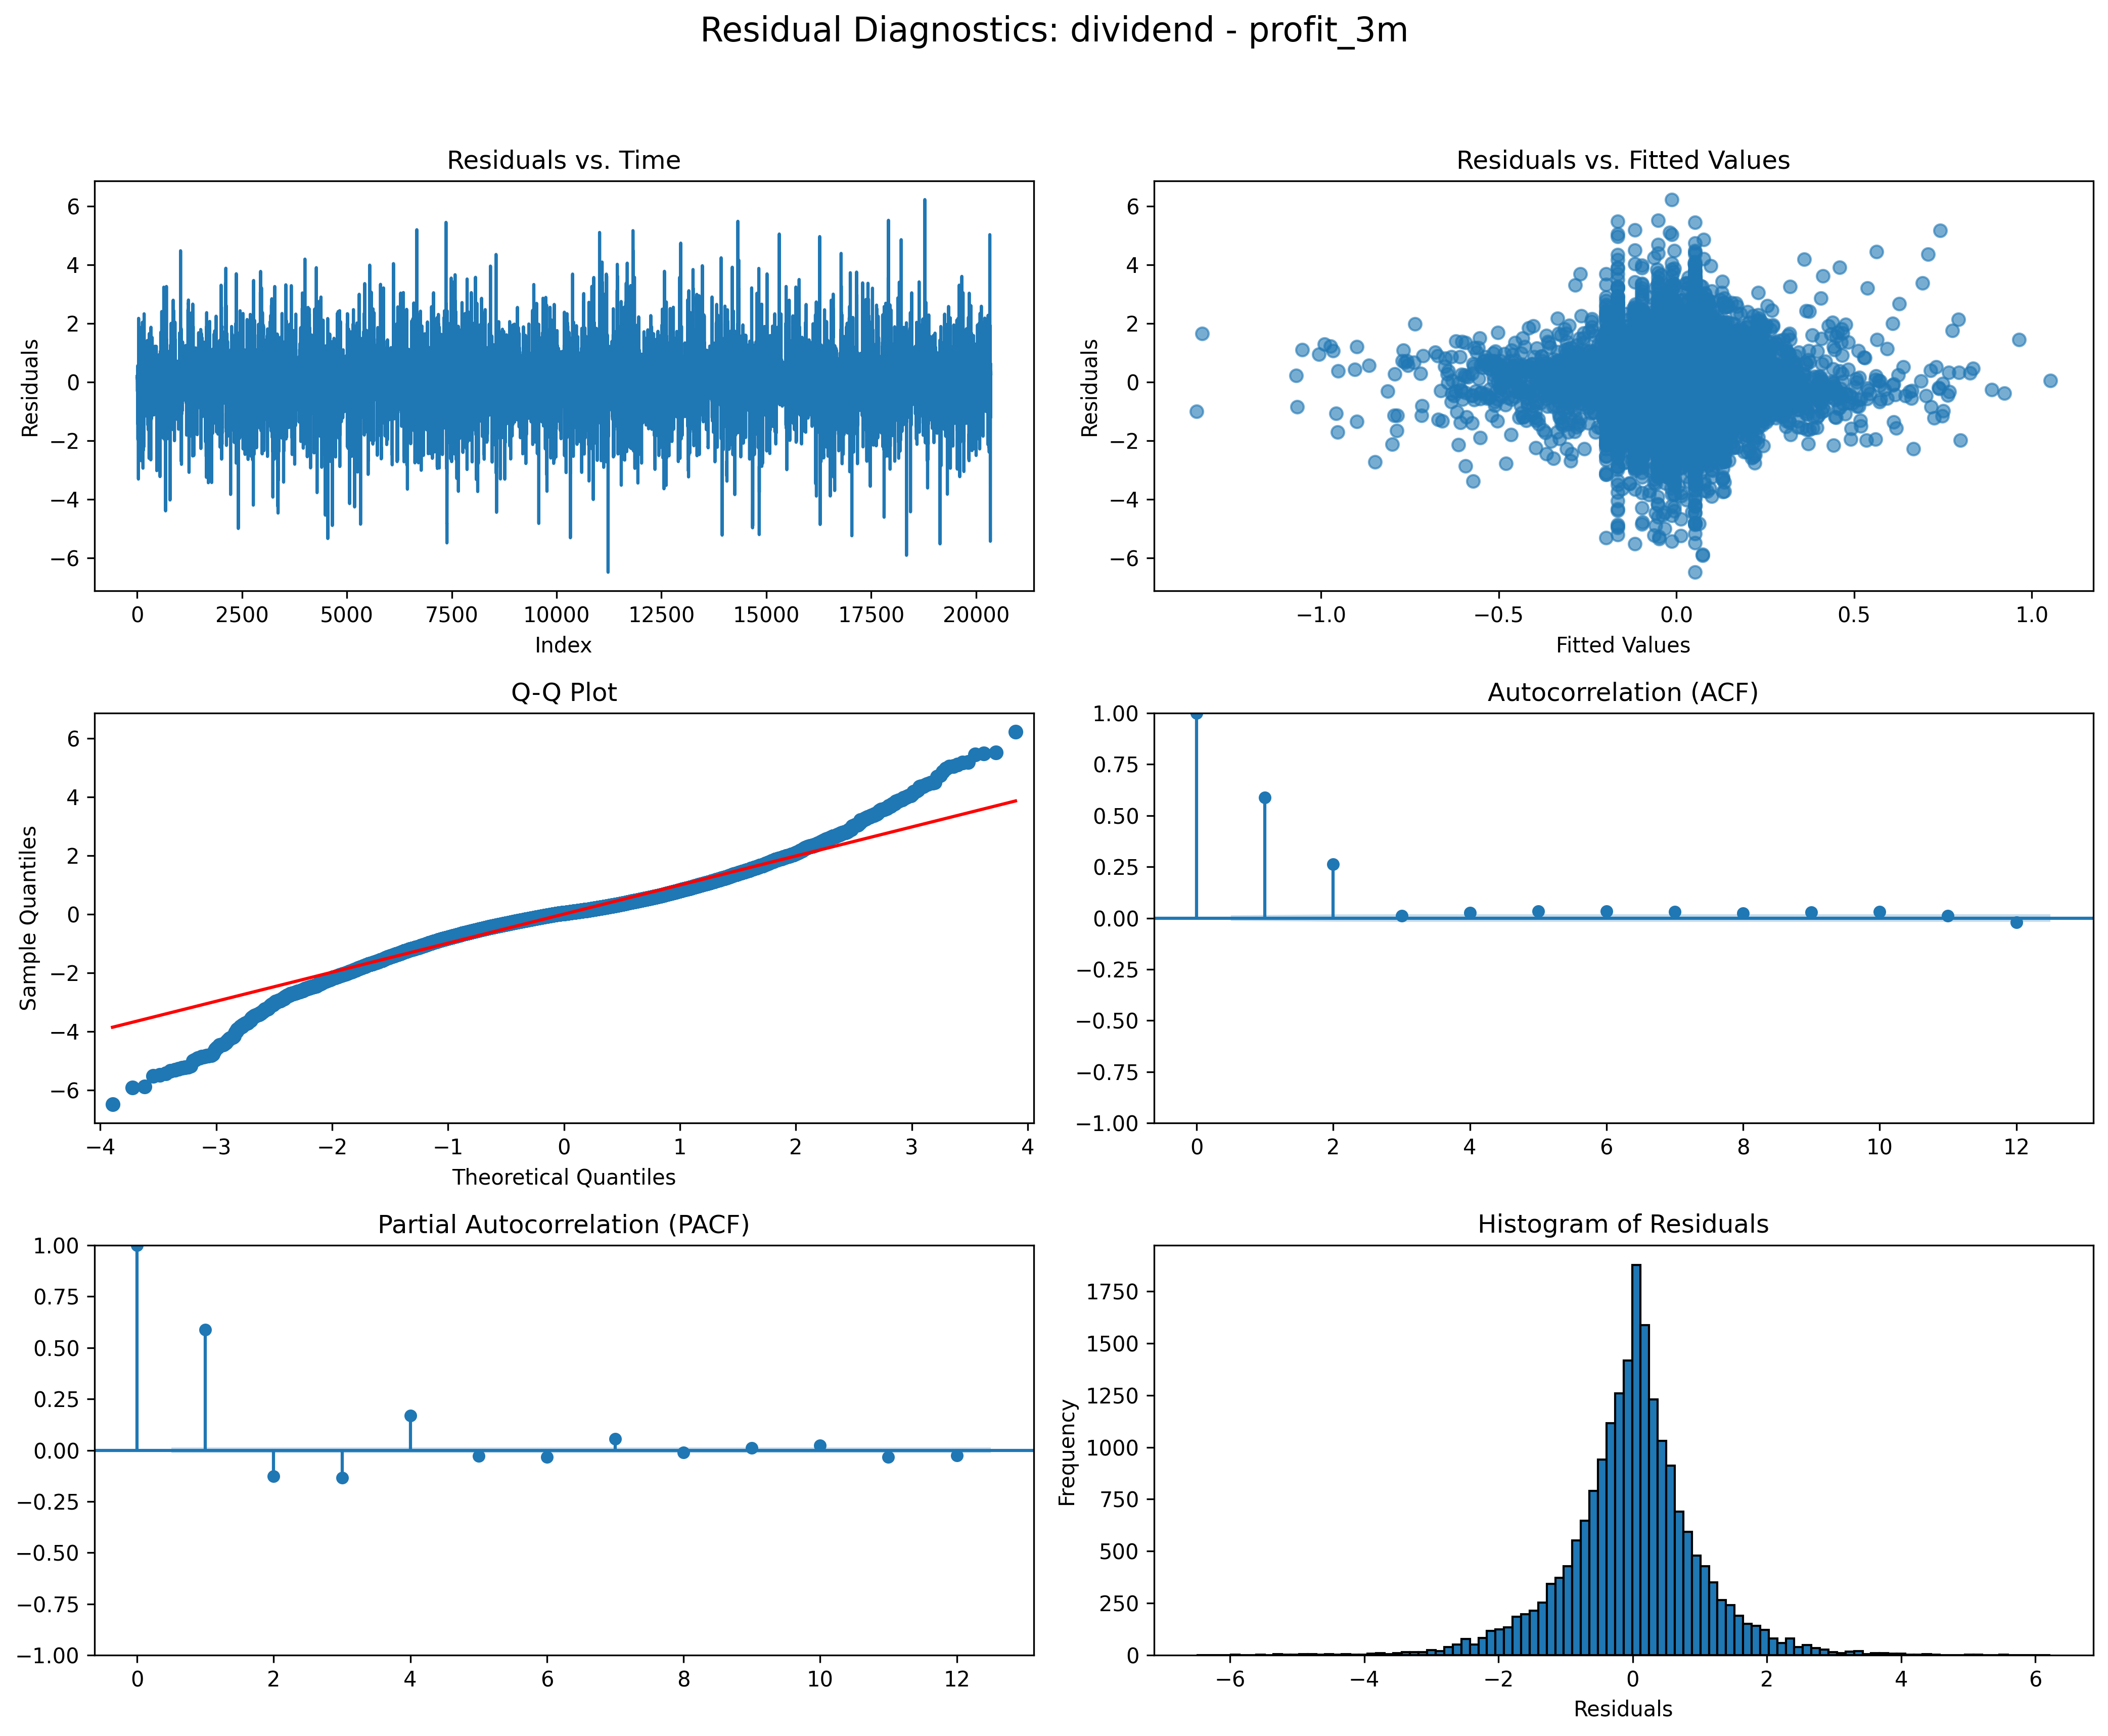 Residual Diagnostics: dividend - profit_3m
Residuals vs. Time
6
4
2
0
−2
−4
−6
Residuals
0 2500 5000 7500 10000 12500 15000 17500 20000
Index
Residuals vs. Fitted Values
6
4
2
0
−2
−4
−6
Residuals
−1.0 −0.5 0.0 0.5 1.0
Fitted Values
Q-Q Plot
6
4
2
0
−2
−4
−6
Sample Quantiles
−4 −3 −2 −1 0 1 2 3 4
Theoretical Quantiles
Autocorrelation (ACF)
1.00
0.75
0.50
0.25
0.00
−0.25
−0.50
−0.75
−1.00
0 2 4 6 8 10 12
Partial Autocorrelation (PACF)
1.00
0.75
0.50
0.25
0.00
−0.25
−0.50
−0.75
−1.00
0 2 4 6 8 10 12
Histogram of Residuals
1750
1500
1250
1000
750
500
250
0
Frequency
−6 −4 −2 0 2 4 6
Residuals